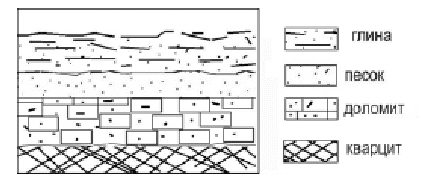 глина
песок
доломит
кварцит